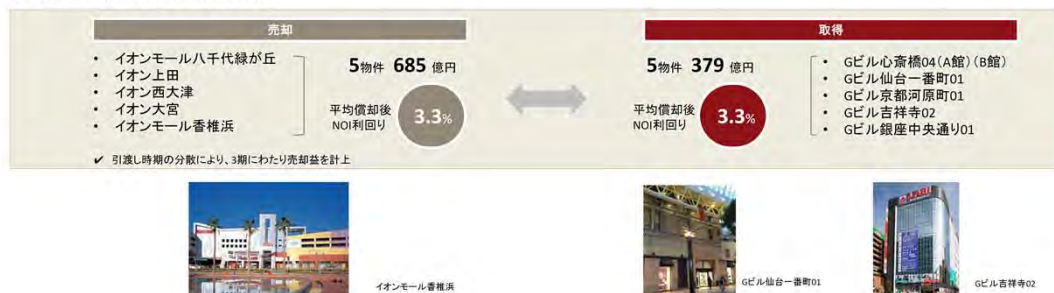 売却
• イオンモール八千代緑が丘
• イオン上田
• イオン西大津
• イオン大宮
• イオンモール香椎浜
5物件 685 億円
平均償却後
NOI利回り
3.3%
✔ 引渡し時期の分散により、3期にわたり売却益を計上
取得
5物件 379 億円
平均償却後
NOI利回り
3.3%
• Gビル心斎橋04(A館)(B館)
• Gビル仙台一番町01
• Gビル京都河原町01
• Gビル吉祥寺02
• Gビル銀座中央通り01
イオンモール香椎浜
Gビル仙台一番町01
Gビル吉祥寺02